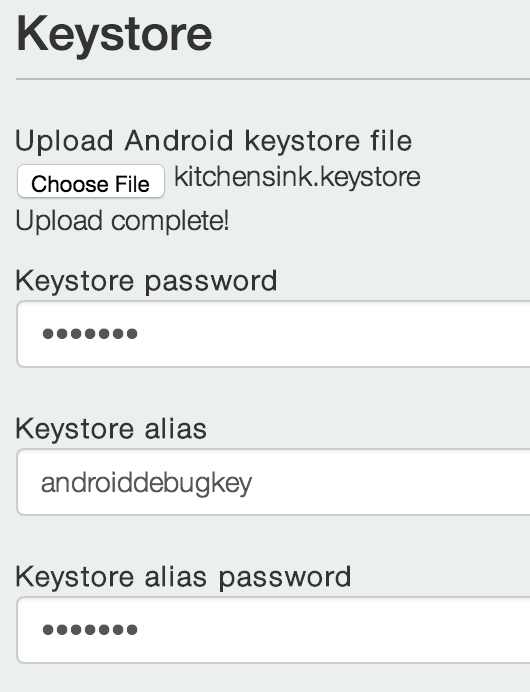 Keystore
Upload Android keystore file
Choose File kitchensink.keystore
Upload complete!
Keystore password
•••••••
Keystore alias
androiddebugkey
Keystore alias password
•••••••